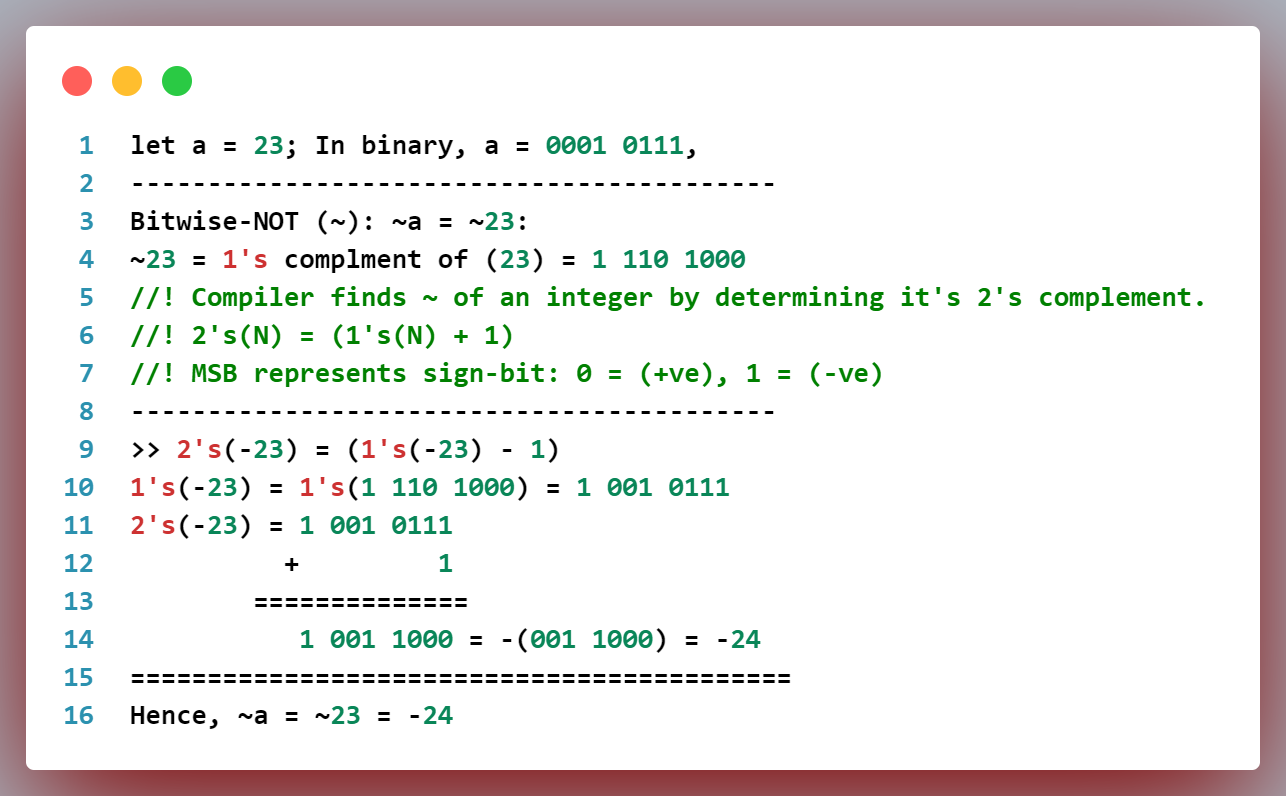 1 let a = 23; In binary, a = 0001 0111,
2 ------------------------------------------
3 Bitwise-NOT (~): ~a = ~23:
4 ~23 = 1's complment of (23) = 1 110 1000
5 //! Compiler finds ~ of an integer by determining it's 2's complement.
6 //! 2's(N) = (1's(N) + 1)
7 //! MSB represents sign-bit: 0 = (+ve), 1 = (-ve)
8 ------------------------------------------
9 >> 2's(-23) = (1's(-23) - 1)
10 1's(-23) = 1's(1 110 1000) = 1 001 0111
11 2's(-23) = 1 001 0111
12           +         1
13         ==============
14            1 001 1000 = -(001 1000) = -24
15 ===========================================
16 Hence, ~a = ~23 = -24